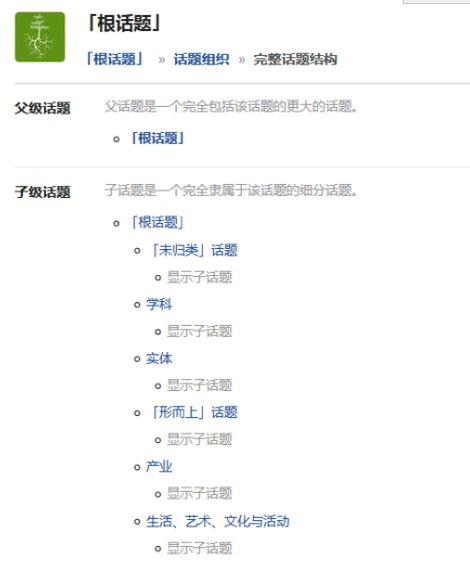 「根话题」
「根话题」 » 话题组织 » 完整话题结构
父级话题 父话题是一个完全包括该话题的更大的话题。
「根话题」
子级话题 子话题是一个完全隶属于该话题的细分话题。
「根话题」
「未归类」话题
显示子话题
学科
显示子话题
实体
显示子话题
「形而上」话题
显示子话题
产业
显示子话题
生活、艺术、文化与活动
显示子话题